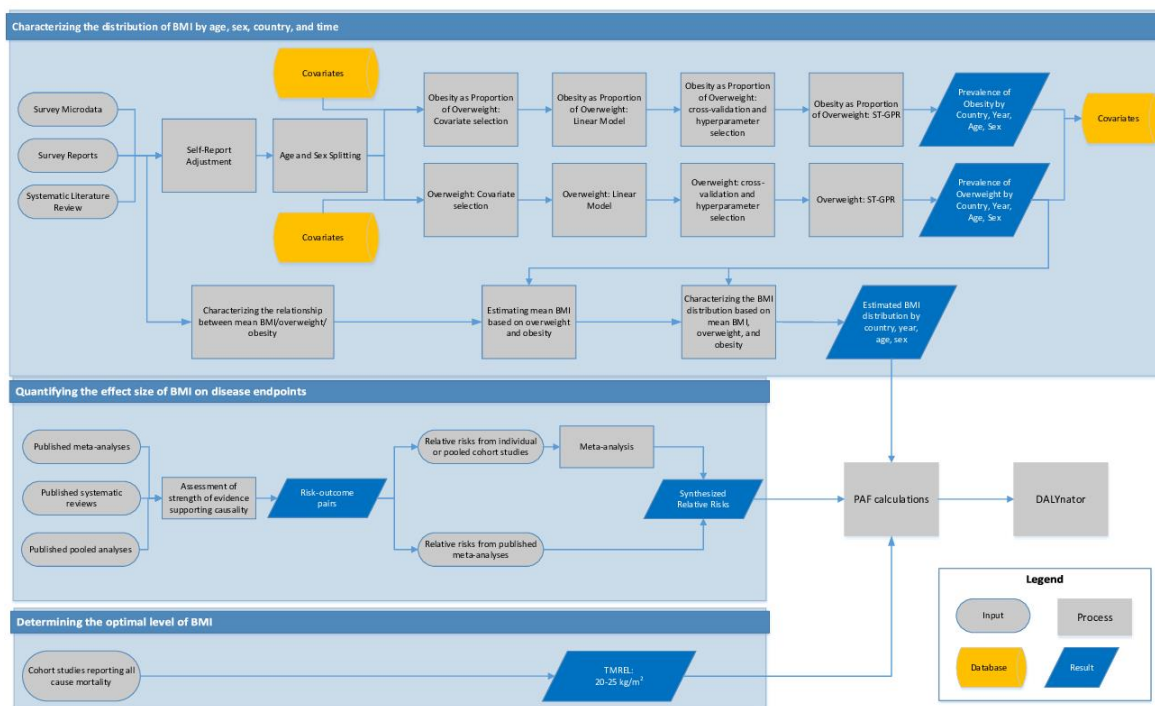 Characterizing the distribution of BMI by age, sex, country, and time
Covariates
Survey Microdata
Survey Reports
Systematic Literature
Review
Self-Report
Adjustment
Age and Sex Splitting
Covariates
Obesity as Proportion
of Overweight:
Covariate selection
Obesity as Proportion
of Overweight:
Linear Model
Obesity as Proportion
of Overweight:
cross-validation and
hyperparameter
selection
Obesity as Proportion
of Overweight: ST-GPR
Prevalence of
Obesity by
Country, Year,
Age, Sex
Covariates
Overweight: Covariate
selection
Overweight: Linear
Model
Overweight: cross-
validation and
hyperparameter
selection
Overweight: ST-GPR
Prevalence of
Overweight by
Country, Year,
Age, Sex
Characterizing the relationship
between mean BMI/overweight/
obesity
Estimating mean BMI
based on overweight
and obesity
Characterizing the BMI
distribution based on
mean BMI,
overweight, and
obesity
Estimated BMI
distribution by
country, year,
age, sex
Quantifying the effect size of BMI on disease endpoints
Published meta-analyses
Published systematic
reviews
Published pooled analyses
Assessment of
strength of evidence
supporting causality
Risk-outcome
pairs
Relative risks from individual
or pooled cohort studies
Meta-analysis
Relative risks from published
meta-analyses
Synthesized
Relative Risks
PAF calculations
DALYnator
Determining the optimal level of BMI
Cohort studies reporting all
cause mortality
TMREL:
20-25 kg/m²
Legend
Input
Process
Database
Result